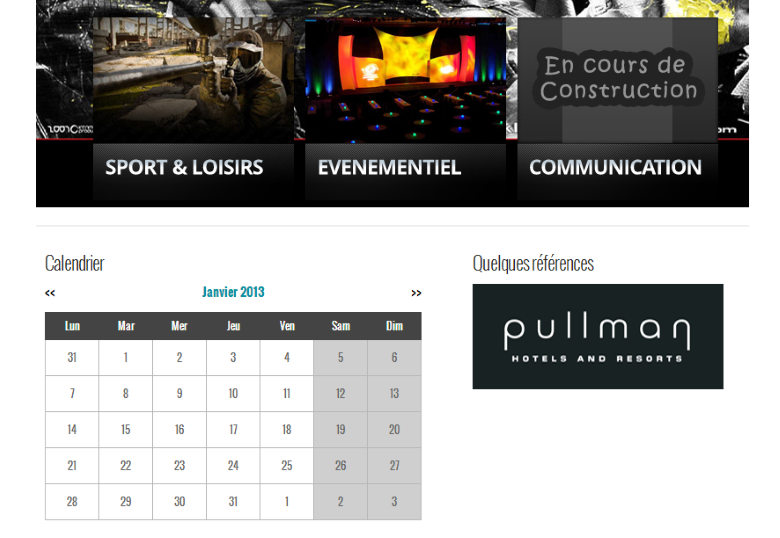 En cours de
Construction
SPORT & LOISIRS
EVENEMENTIEL
COMMUNICATION
Calendrier
<< Janvier 2013 >>
Lun Mar Mer Jeu Ven Sam Dim
31 1 2 3 4 5 6
7 8 9 10 11 12 13
14 15 16 17 18 19 20
21 22 23 24 25 26 27
28 29 30 31 1 2 3
Quelques références
pullman
HOTELS AND RESORTS